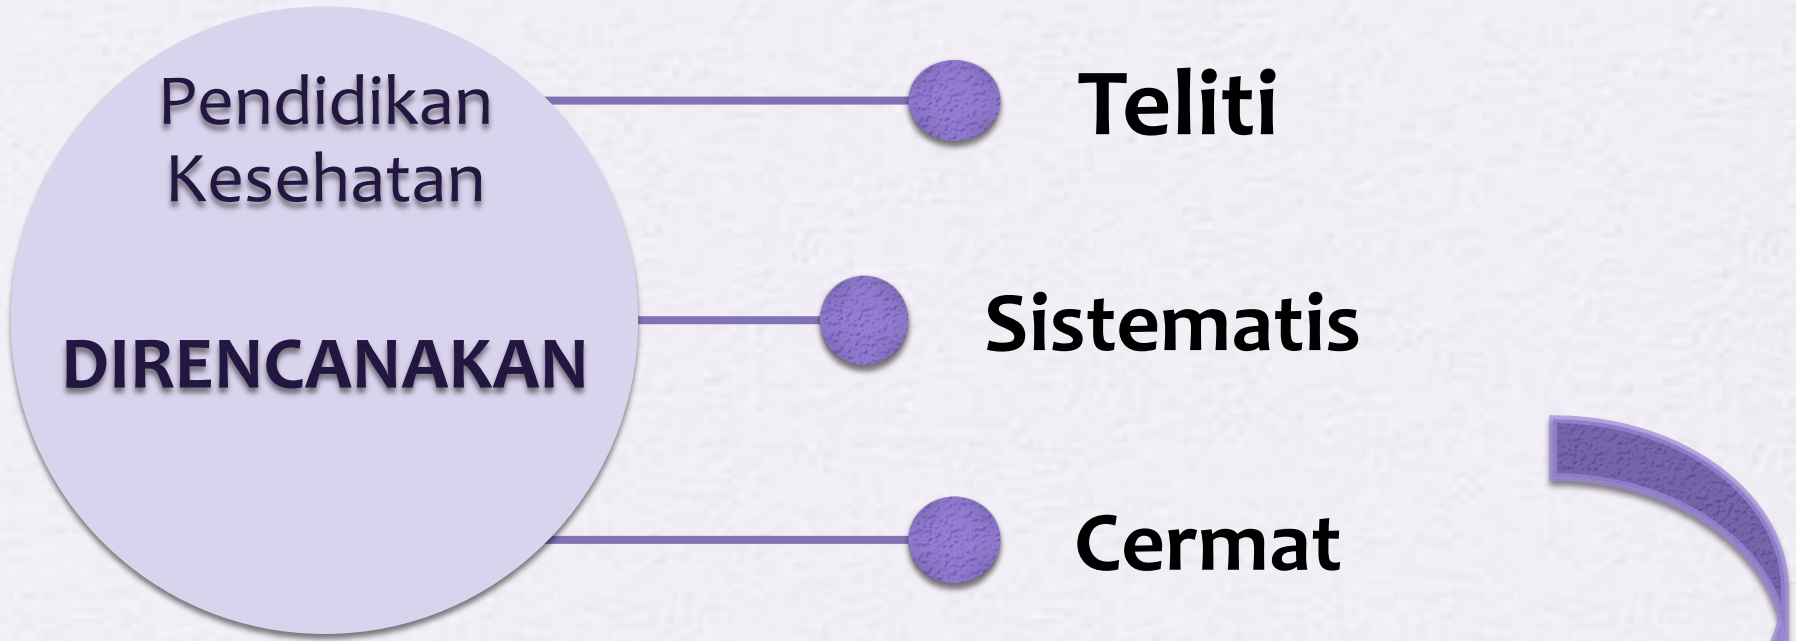 Pendidikan
Kesehatan
DIRENCANAKAN
Teliti
Sistematis
Cermat